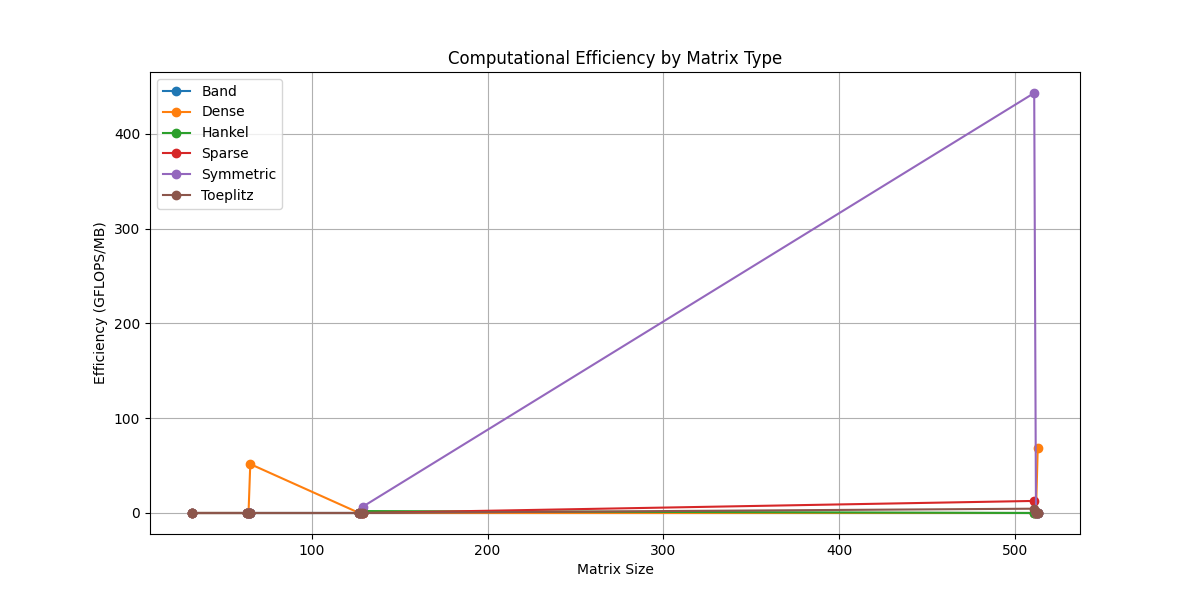 Computational Efficiency by Matrix Type
Band
Dense
Hankel
Sparse
Symmetric
Toeplitz
400
300
200
100
0
Efficiency (GFLOPS/MB)
100
200
300
400
500
Matrix Size